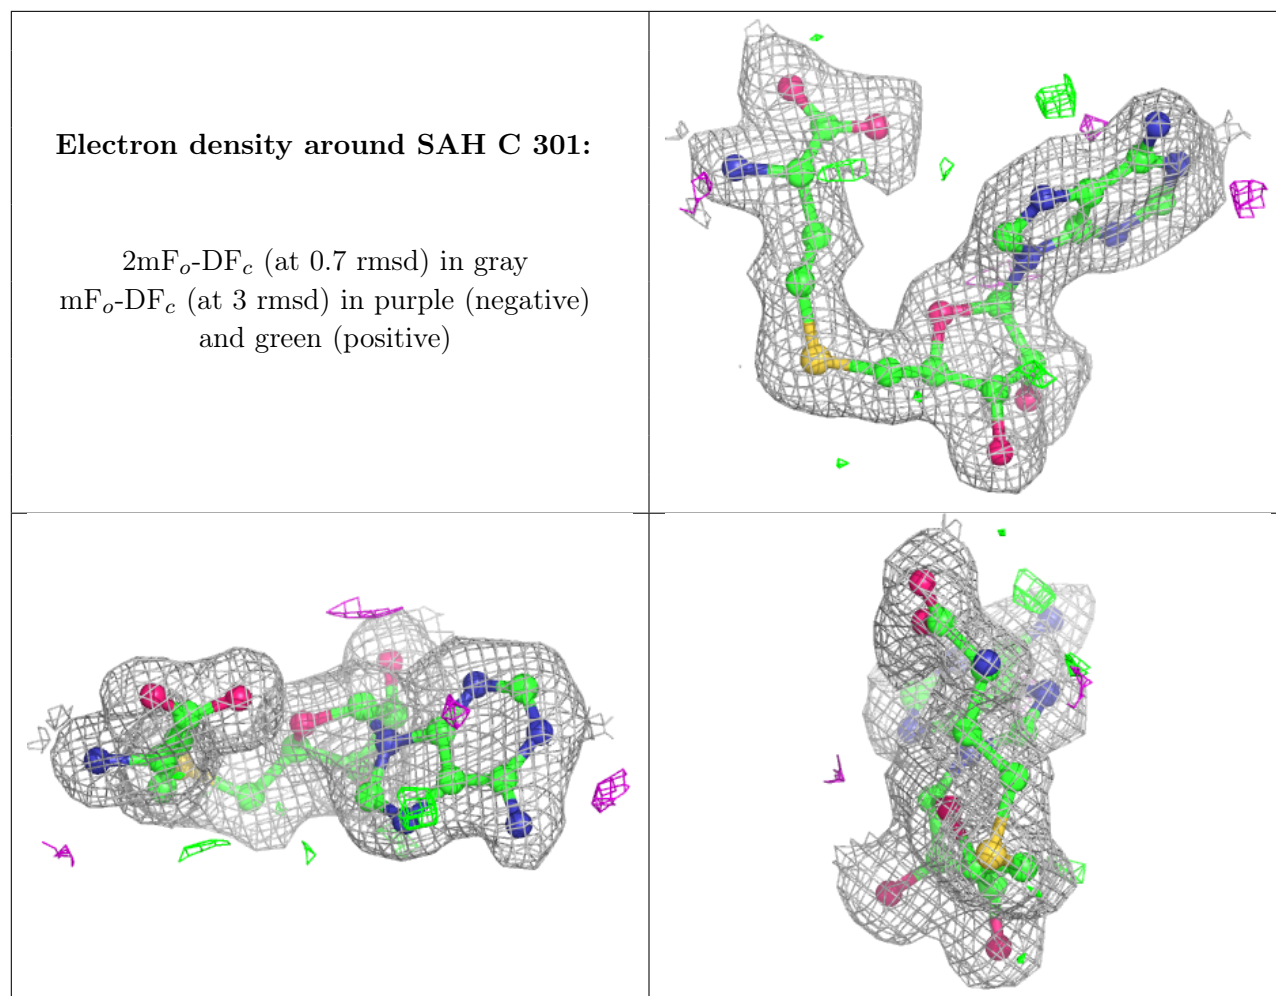 Electron density around SAH C 301:
2mFₒ-DF𝒸 (at 0.7 rmsd) in gray
mFₒ-DF𝒸 (at 3 rmsd) in purple (negative)
and green (positive)